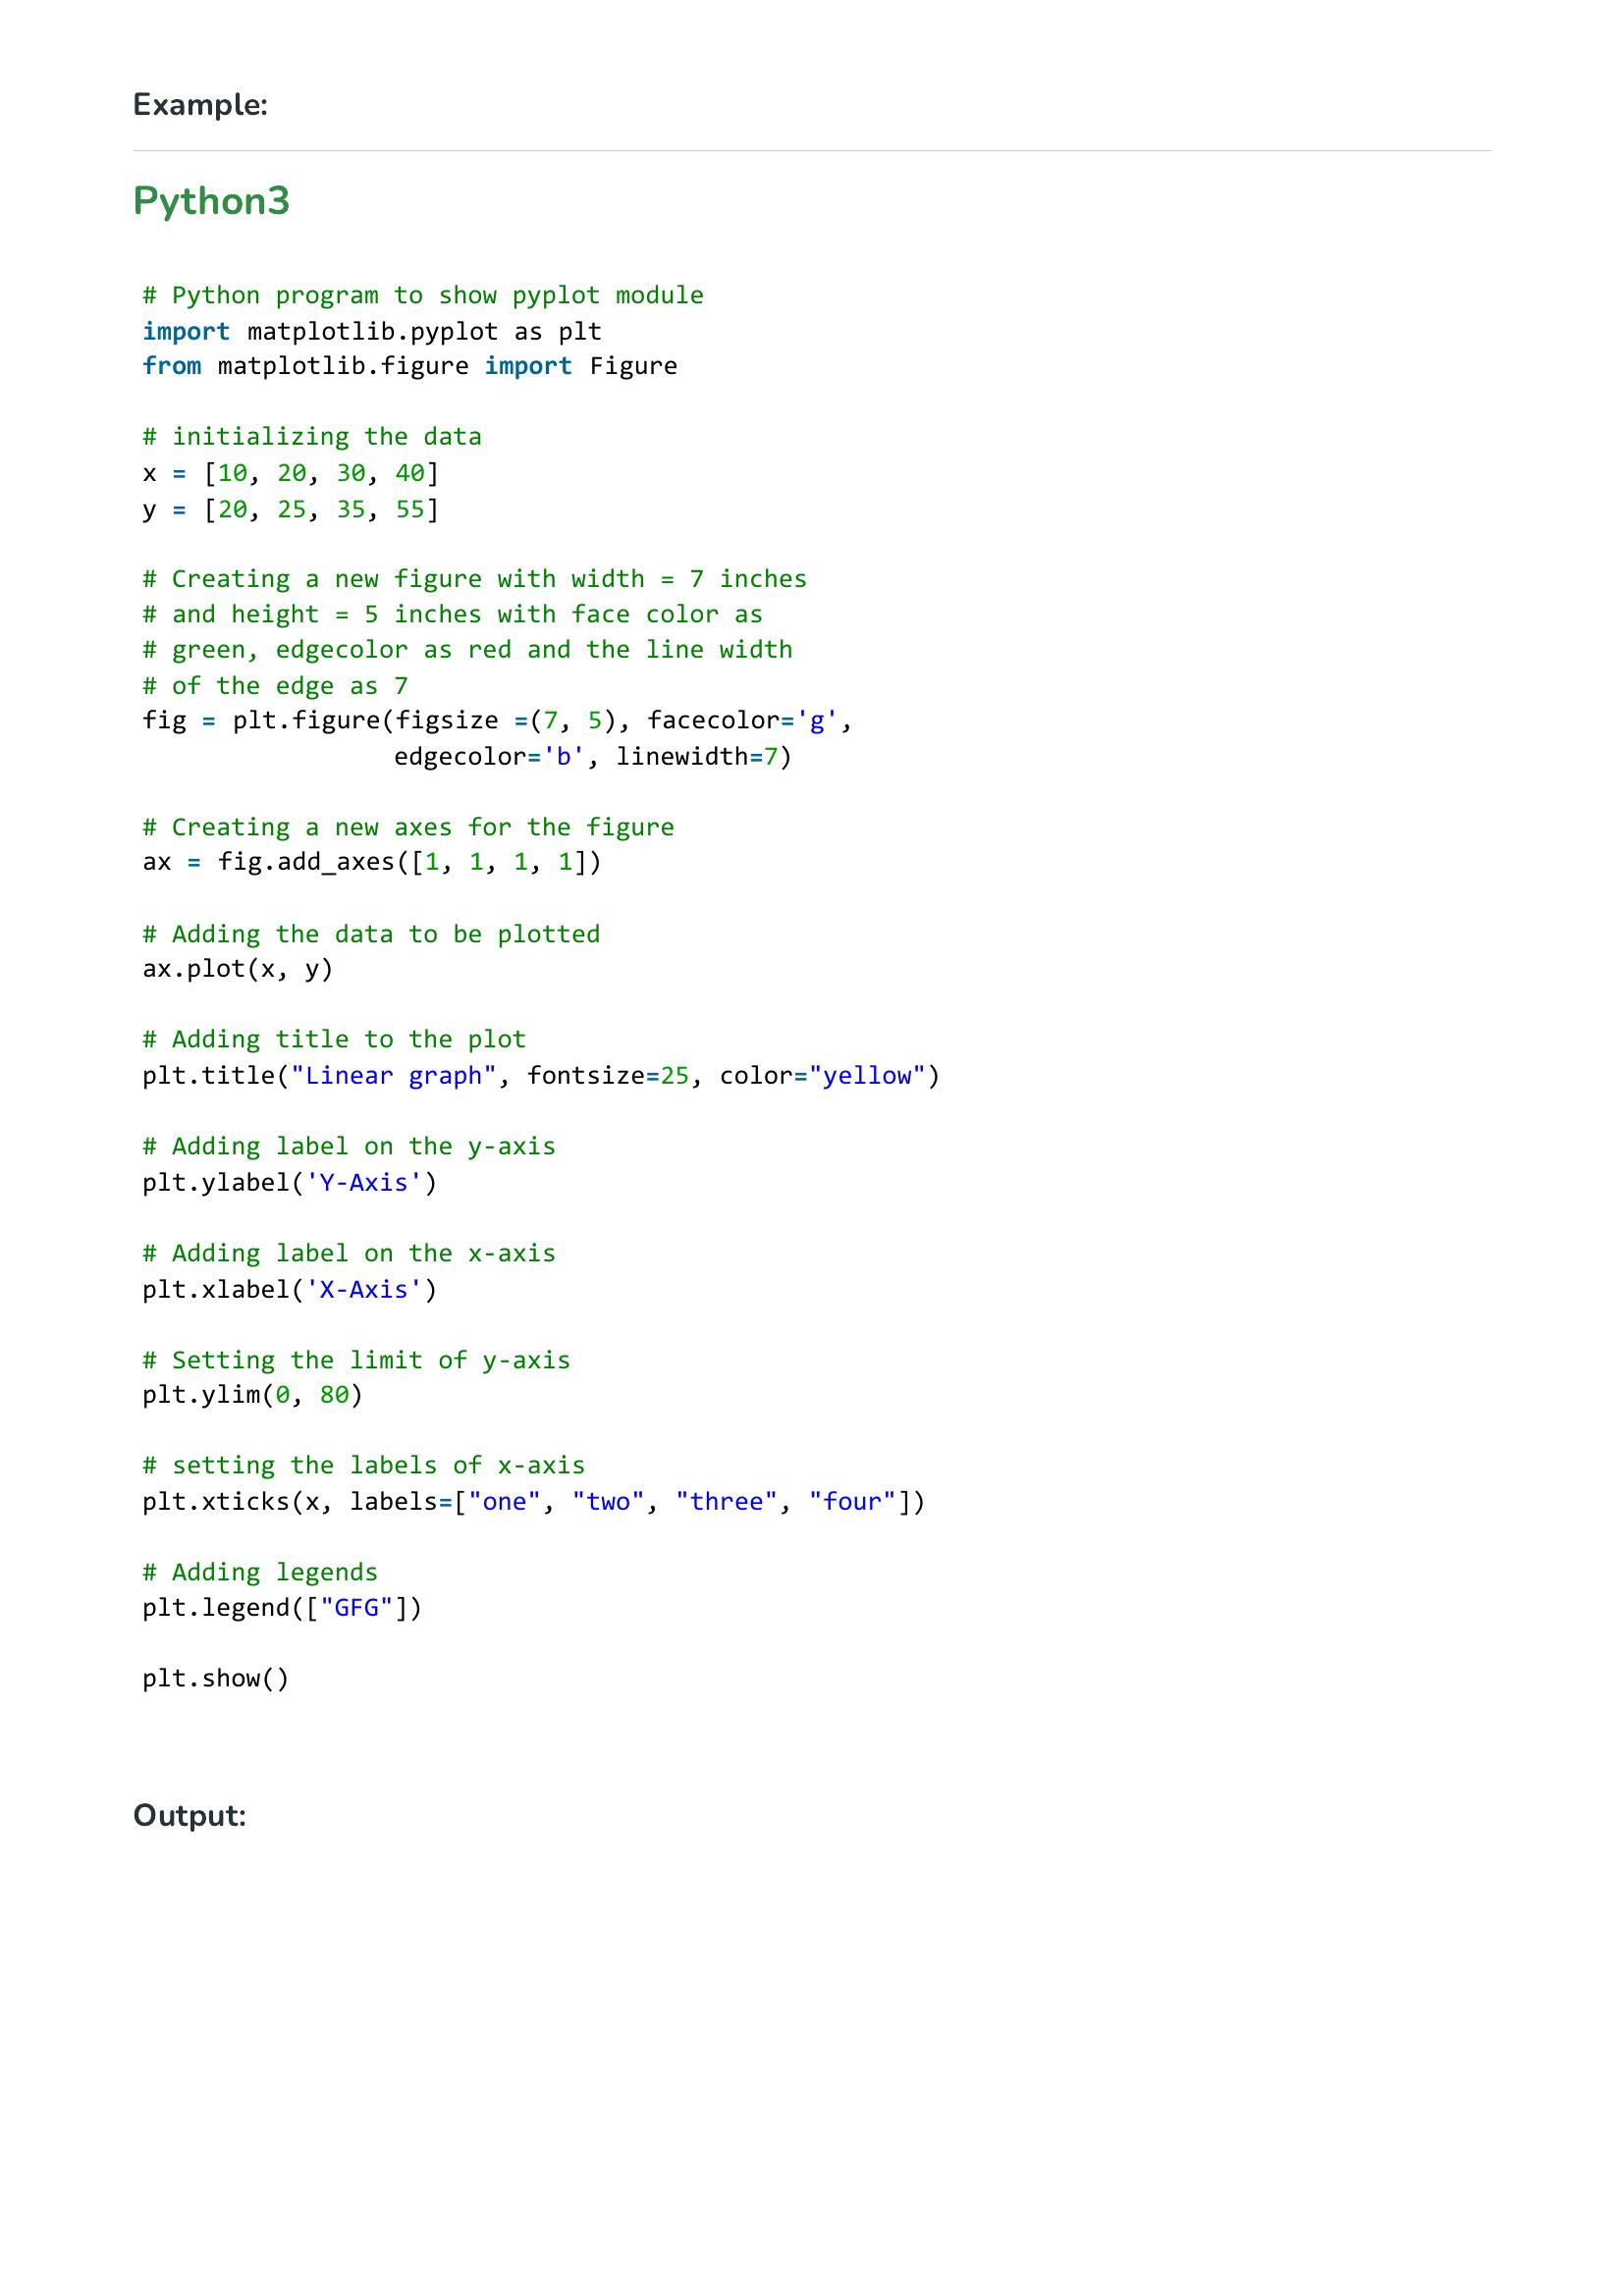 Example:
Python3
# Python program to show pyplot module
import matplotlib.pyplot as plt
from matplotlib.figure import Figure
# initializing the data
x = [10, 20, 30, 40]
y = [20, 25, 35, 55]
# Creating a new figure with width = 7 inches
# and height = 5 inches with face color as
# green, edgecolor as red and the line width
# of the edge as 7
fig = plt.figure(figsize =(7, 5), facecolor='g',
                 edgecolor='b', linewidth=7)
# Creating a new axes for the figure
ax = fig.add_axes([1, 1, 1, 1])
# Adding the data to be plotted
ax.plot(x, y)
# Adding title to the plot
plt.title("Linear graph", fontsize=25, color="yellow")
# Adding label on the y-axis
plt.ylabel('Y-Axis')
# Adding label on the x-axis
plt.xlabel('X-Axis')
# Setting the limit of y-axis
plt.ylim(0, 80)
# setting the labels of x-axis
plt.xticks(x, labels=["one", "two", "three", "four"])
# Adding legends
plt.legend(["GFG"])
plt.show()
Output: